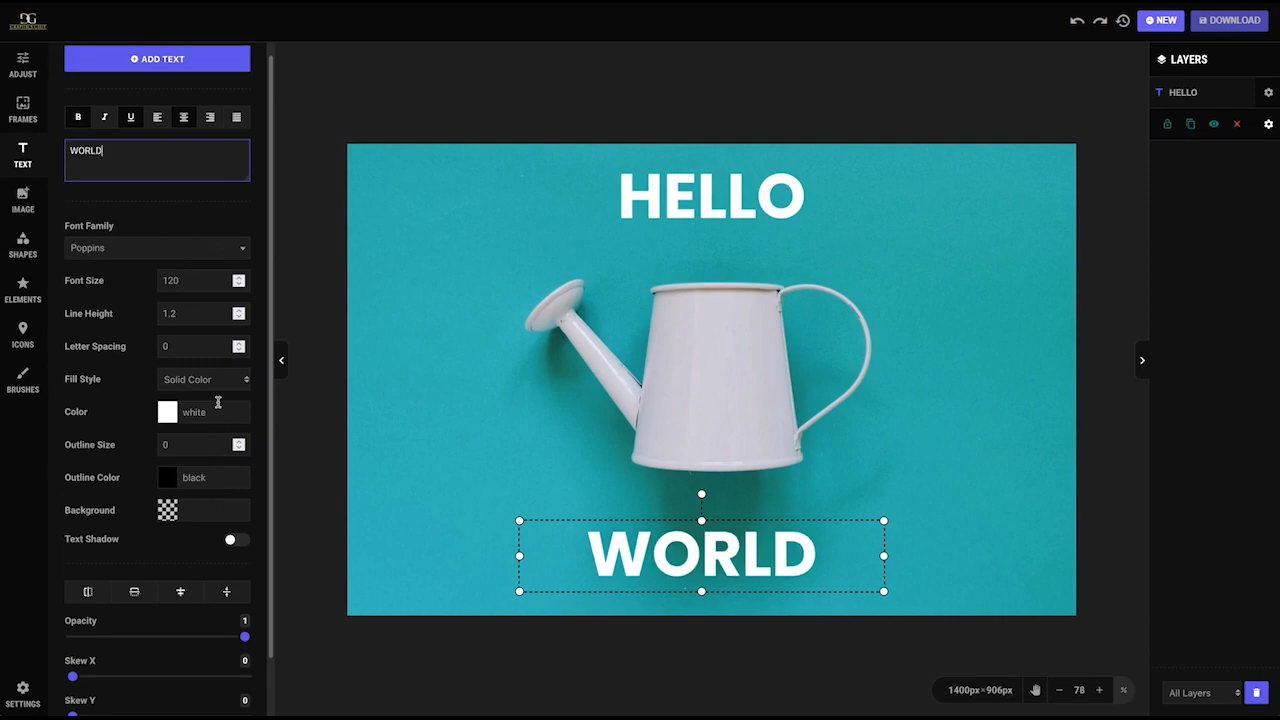 DG
NEW
DOWNLOAD
ADJUST
FRAMES
TEXT
IMAGE
SHAPES
ELEMENTS
ICONS
BRUSHES
SETTINGS
ADD TEXT
B I U
WORLD
Font Family
Poppins
Font Size 120
Line Height 1.2
Letter Spacing 0
Fill Style Solid Color
Color white
Outline Size 0
Outline Color black
Background
Text Shadow
Opacity 1
Skew X 0
Skew Y 0
HELLO
WORLD
1400px×906px
78
%
LAYERS
T HELLO
All Layers